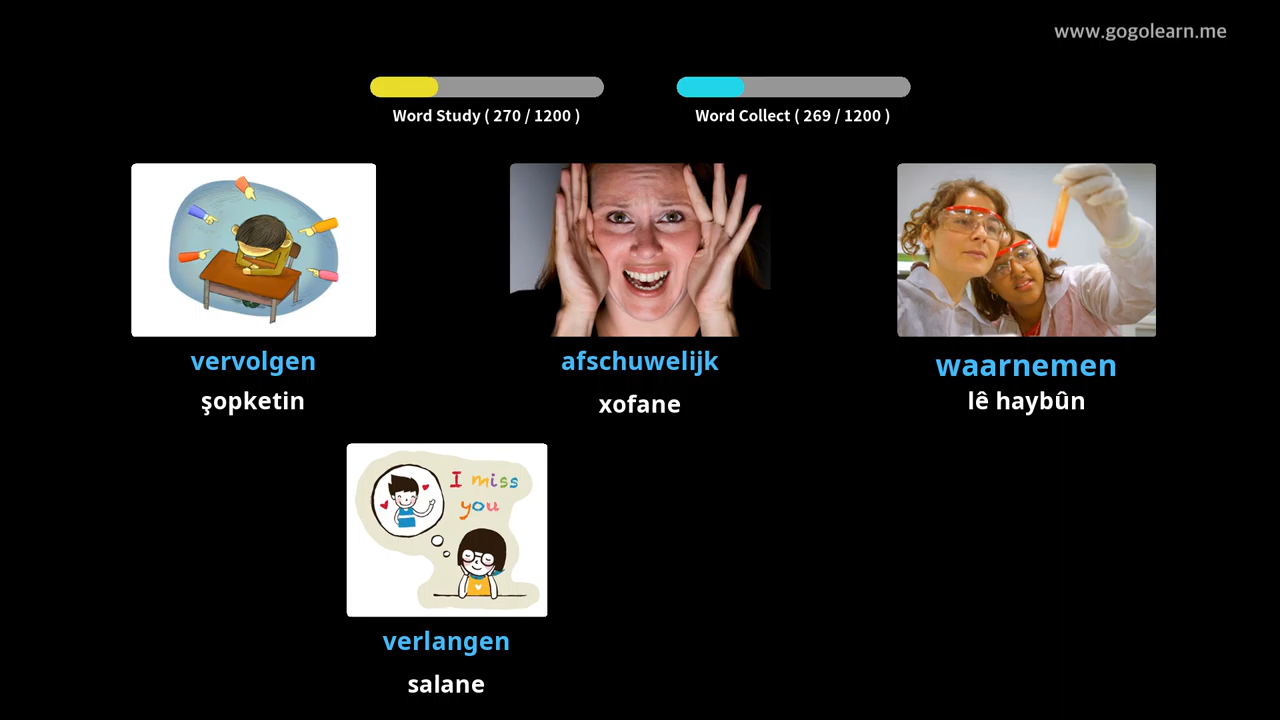 www.gogolearn.me
Word Study ( 270 / 1200 )
Word Collect ( 269 / 1200 )
vervolgen
şopketin
afschuwelijk
xofane
waarnemen
lê haybûn
I miss
you
verlangen
salane